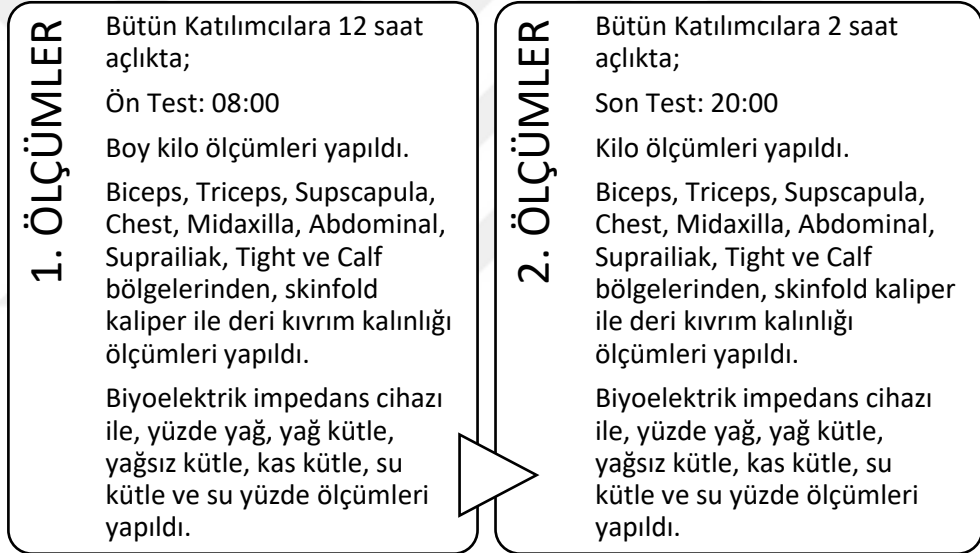 1. ÖLÇÜMLER
Bütün Katılımcılara 12 saat
açlıkta;
Ön Test: 08:00
Boy kilo ölçümleri yapıldı.
Biceps, Triceps, Supscapula,
Chest, Midaxilla, Abdominal,
Suprailiak, Tight ve Calf
bölgelerinden, skinfold
kaliper ile deri kıvrım kalınlığı
ölçümleri yapıldı.
Biyoelektrik impedans cihazı
ile, yüzde yağ, yağ kütle,
yağsız kütle, kas kütle, su
kütle ve su yüzde ölçümleri
yapıldı.
2. ÖLÇÜMLER
Bütün Katılımcılara 2 saat
açlıkta;
Son Test: 20:00
Kilo ölçümleri yapıldı.
Biceps, Triceps, Supscapula,
Chest, Midaxilla, Abdominal,
Suprailiak, Tight ve Calf
bölgelerinden, skinfold kaliper
ile deri kıvrım kalınlığı
ölçümleri yapıldı.
Biyoelektrik impedans cihazı
ile, yüzde yağ, yağ kütle,
yağsız kütle, kas kütle, su
kütle ve su yüzde ölçümleri
yapıldı.